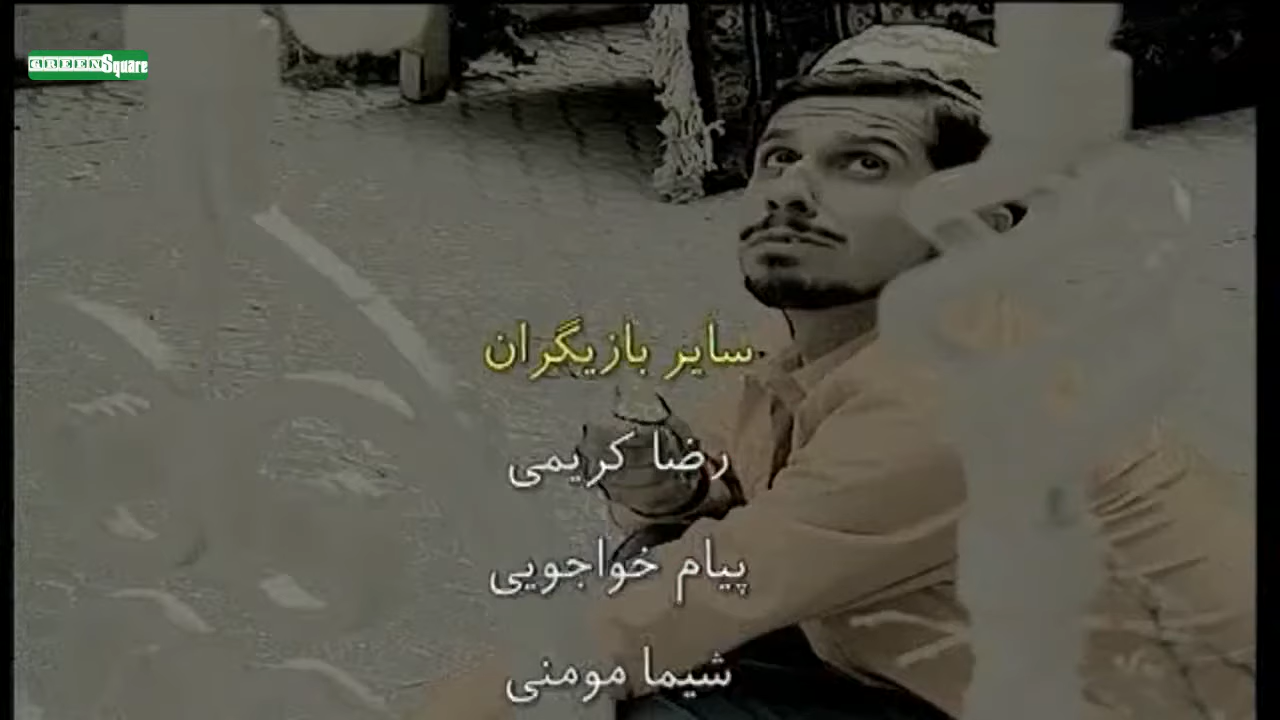 GREENSquare
سایر بازیگران
رضا کریمی
پیام خواجویی
شیما مومنی